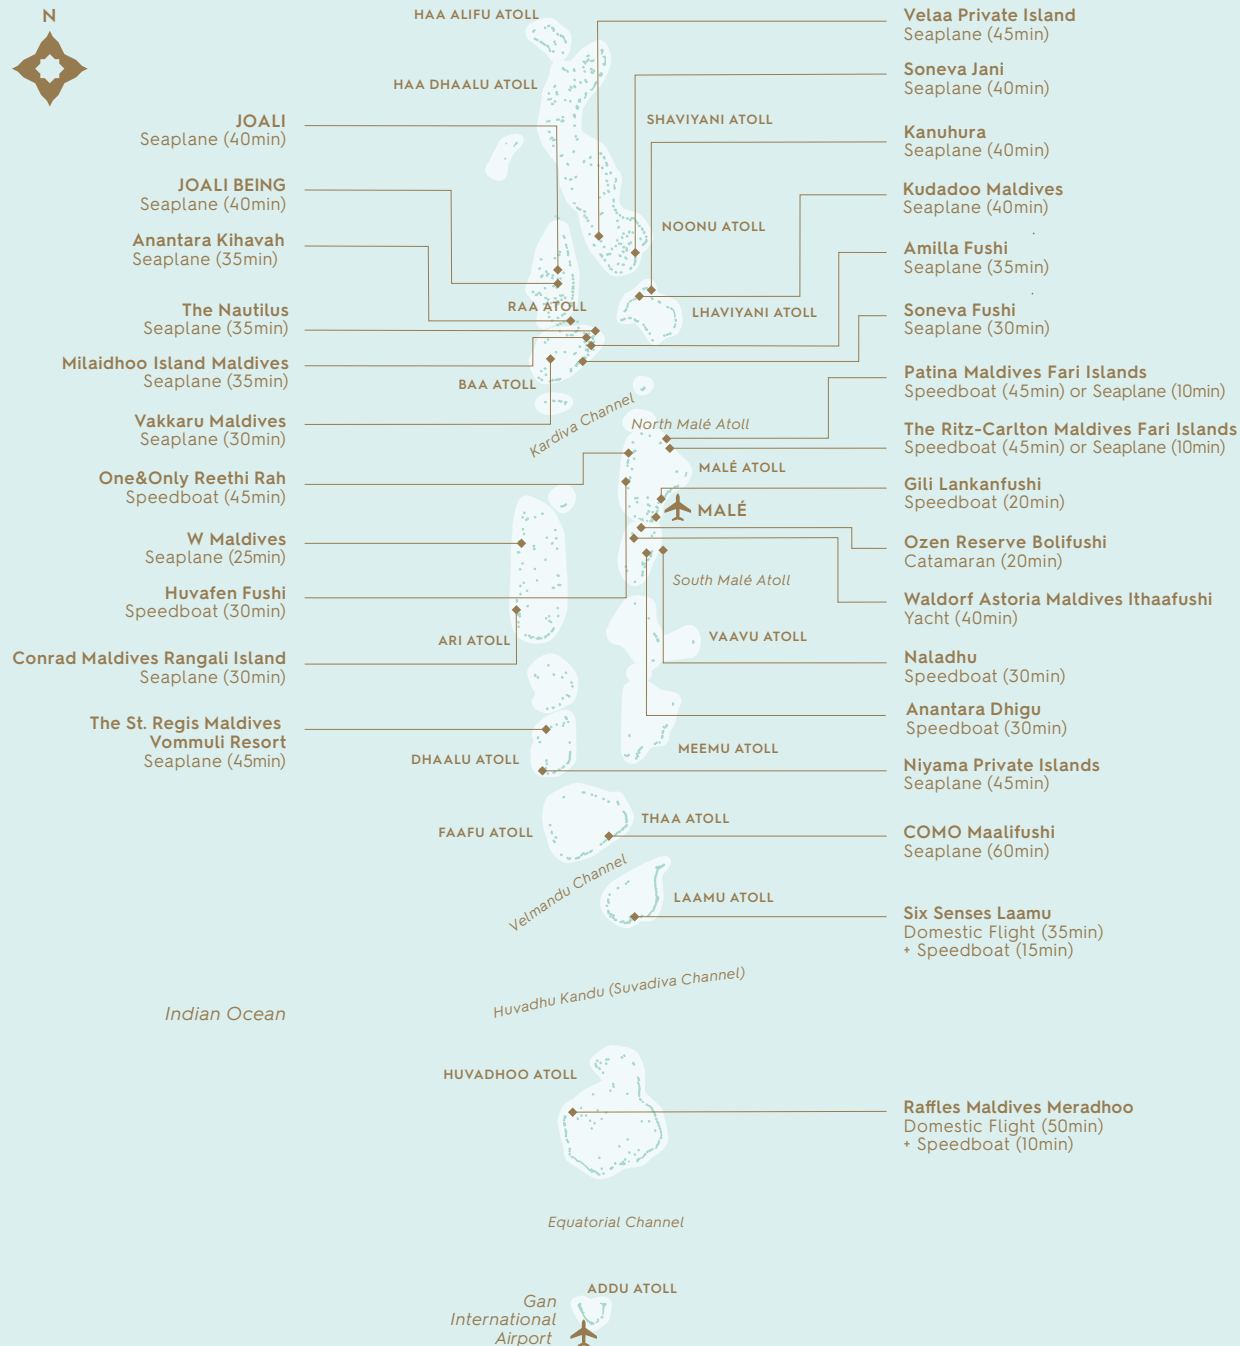 N
HAA ALIFU ATOLL
HAA DHAALU ATOLL
SHAVIYANI ATOLL
NOONU ATOLL
RAA ATOLL
LHAVIYANI ATOLL
BAA ATOLL
Kardiva Channel
North Malé Atoll
MALÉ ATOLL
MALÉ
South Malé Atoll
ARI ATOLL
VAAVU ATOLL
MEEMU ATOLL
DHAALU ATOLL
THAA ATOLL
FAAFU ATOLL
Velmandu Channel
LAAMU ATOLL
Huvadhu Kandu (Suvadiva Channel)
Indian Ocean
HUVADHOO ATOLL
Equatorial Channel
ADDU ATOLL
Gan
International
Airport
JOALI
Seaplane (40min)
JOALI BEING
Seaplane (40min)
Anantara Kihavah
Seaplane (35min)
The Nautilus
Seaplane (35min)
Milaidhoo Island Maldives
Seaplane (35min)
Vakkaru Maldives
Seaplane (30min)
One&Only Reethi Rah
Speedboat (45min)
W Maldives
Seaplane (25min)
Huvafen Fushi
Speedboat (30min)
Conrad Maldives Rangali Island
Seaplane (30min)
The St. Regis Maldives
Vommuli Resort
Seaplane (45min)
Velaa Private Island
Seaplane (45min)
Soneva Jani
Seaplane (40min)
Kanuhura
Seaplane (40min)
Kudadoo Maldives
Seaplane (40min)
Amilla Fushi
Seaplane (35min)
Soneva Fushi
Seaplane (30min)
Patina Maldives Fari Islands
Speedboat (45min) or Seaplane (10min)
The Ritz-Carlton Maldives Fari Islands
Speedboat (45min) or Seaplane (10min)
Gili Lankanfushi
Speedboat (20min)
Ozen Reserve Bolifushi
Catamaran (20min)
Waldorf Astoria Maldives Ithaafushi
Yacht (40min)
Naladhu
Speedboat (30min)
Anantara Dhigu
Speedboat (30min)
Niyama Private Islands
Seaplane (45min)
COMO Maalifushi
Seaplane (60min)
Six Senses Laamu
Domestic Flight (35min)
+ Speedboat (15min)
Raffles Maldives Meradhoo
Domestic Flight (50min)
+ Speedboat (10min)